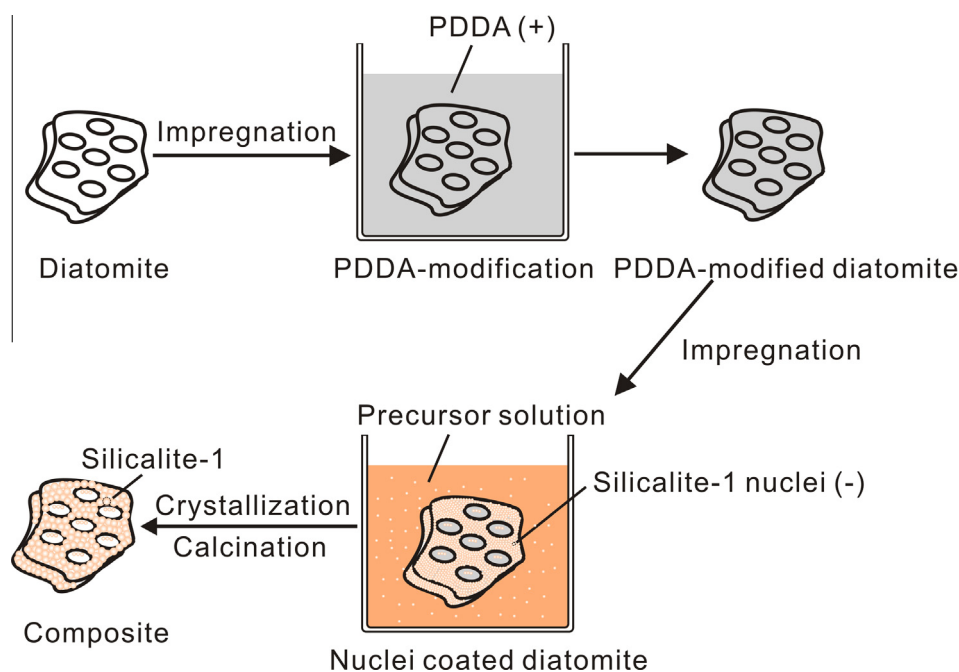 PDDA (+)
Impregnation
Diatomite
PDDA-modification
PDDA-modified diatomite
Impregnation
Precursor solution
Silicalite-1
Silicalite-1 nuclei (-)
Crystallization
Calcination
Composite
Nuclei coated diatomite